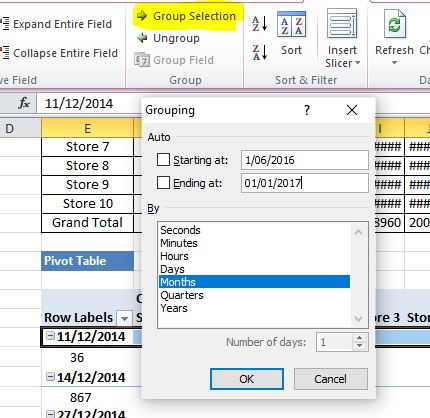 Expand Entire Field
Collapse Entire Field
ve Field
Group Selection
Ungroup
Group Field
Group
Sort
Insert
Slicer
Sort & Filter
Refresh
Ch
D
fx 11/12/2014
D E I J
Store 7 #### ####
Store 8 #### ####
Store 9 #### ####
Store 10 #### ####
Grand Total 8960 200
Pivot Table
Row Labels S re 3 Stor
11/12/2014
36
14/12/2014
867
27/12/2014
Grouping ?
Auto
Starting at: 1/06/2016
Ending at: 01/01/2017
By
Seconds
Minutes
Hours
Days
Months
Quarters
Years
Number of days: 1
OK Cancel